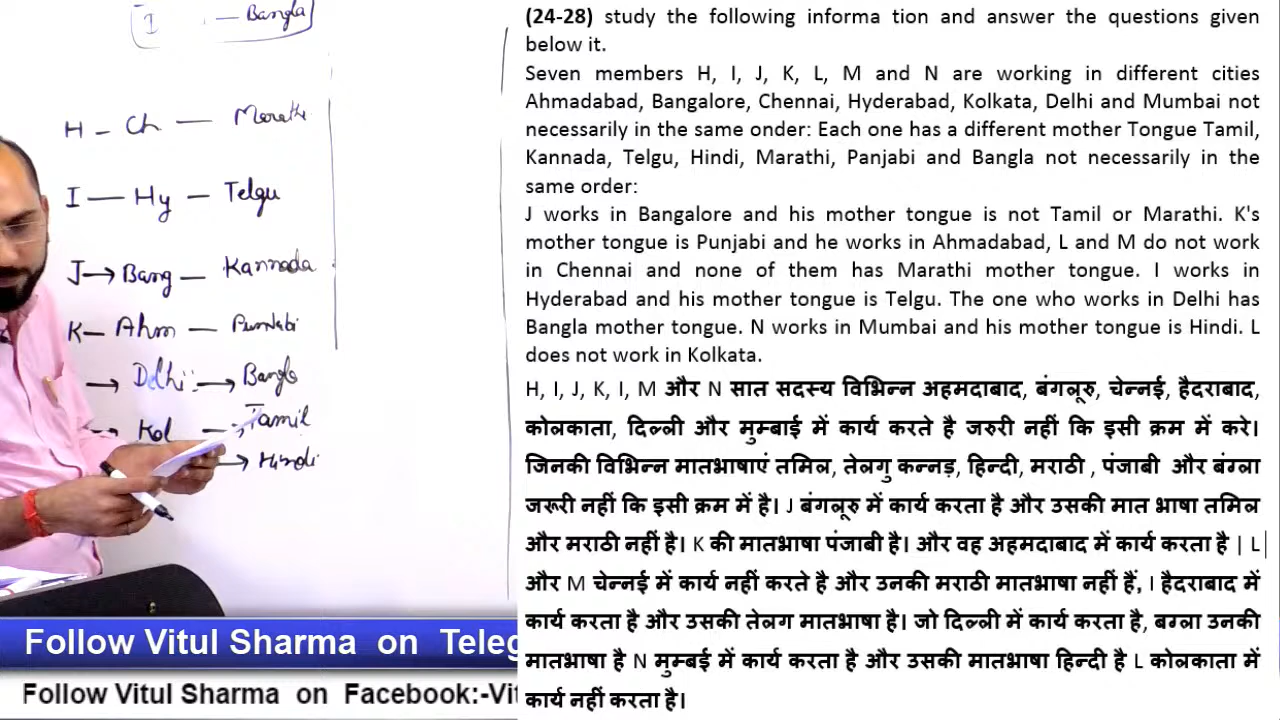 I — Bangla
H - Ch — Marathi
I — Hy — Telgu
J → Bang — Kannada
K — Ahm — Punjabi
→ Delhi → Bangla
→ Kol → Tamil
→ Hindi
Follow Vitul Sharma on Teleg
Follow Vitul Sharma on Facebook:-Vit
(24-28) study the following informa tion and answer the questions given
below it.
Seven members H, I, J, K, L, M and N are working in different cities
Ahmadabad, Bangalore, Chennai, Hyderabad, Kolkata, Delhi and Mumbai not
necessarily in the same onder: Each one has a different mother Tongue Tamil,
Kannada, Telgu, Hindi, Marathi, Panjabi and Bangla not necessarily in the
same order:
J works in Bangalore and his mother tongue is not Tamil or Marathi. K's
mother tongue is Punjabi and he works in Ahmadabad, L and M do not work
in Chennai and none of them has Marathi mother tongue. I works in
Hyderabad and his mother tongue is Telgu. The one who works in Delhi has
Bangla mother tongue. N works in Mumbai and his mother tongue is Hindi. L
does not work in Kolkata.
H, I, J, K, I, M और N सात सदस्य विभिन्न अहमदाबाद, बंगलूरु, चेन्नई, हैदराबाद,
कोलकाता, दिल्ली और मुम्बाई में कार्य करते है जरुरी नहीं कि इसी क्रम में करे।
जिनकी विभिन्न मातभाषाएं तमिल, तेलगु कन्नड़, हिन्दी, मराठी , पंजाबी और बंग्ला
जरूरी नहीं कि इसी क्रम में है। J बंगलूरु में कार्य करता है और उसकी मात भाषा तमिल
और मराठी नहीं है। K की मातभाषा पंजाबी है। और वह अहमदाबाद में कार्य करता है | L
और M चेन्नई में कार्य नहीं करते है और उनकी मराठी मातभाषा नहीं हैं, I हैदराबाद में
कार्य करता है और उसकी तेलग मातभाषा है। जो दिल्ली में कार्य करता है, बग्ला उनकी
मातभाषा है N मुम्बई में कार्य करता है और उसकी मातभाषा हिन्दी है L कोलकाता में
कार्य नहीं करता है।